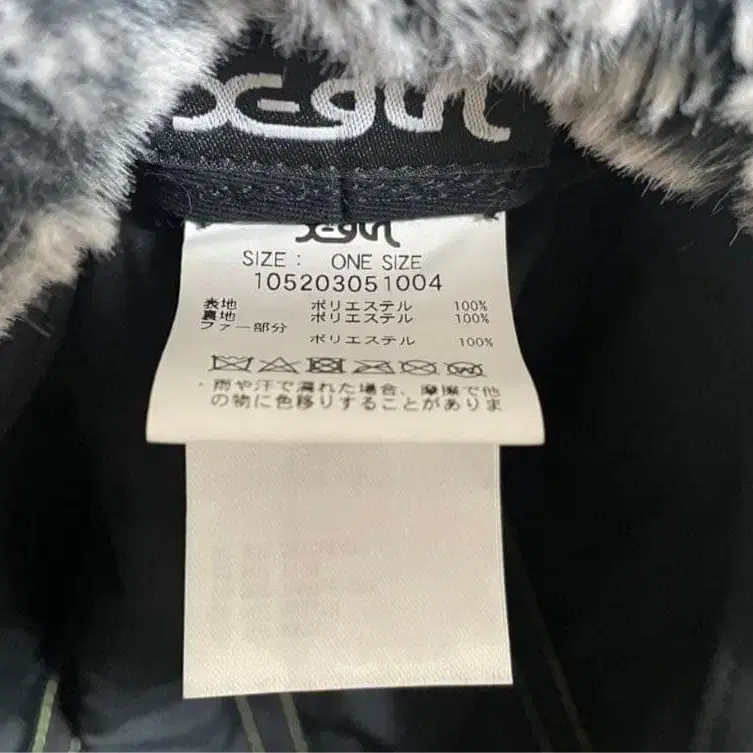 X-girl
X-girl
SIZE : ONE SIZE
105203051004
表地 ポリエステル 100%
裏地 ポリエステル 100%
ファー部分
ポリエステル 100%
・雨や汗で濡れた場合、摩擦で他
の物に色移りすることがありま